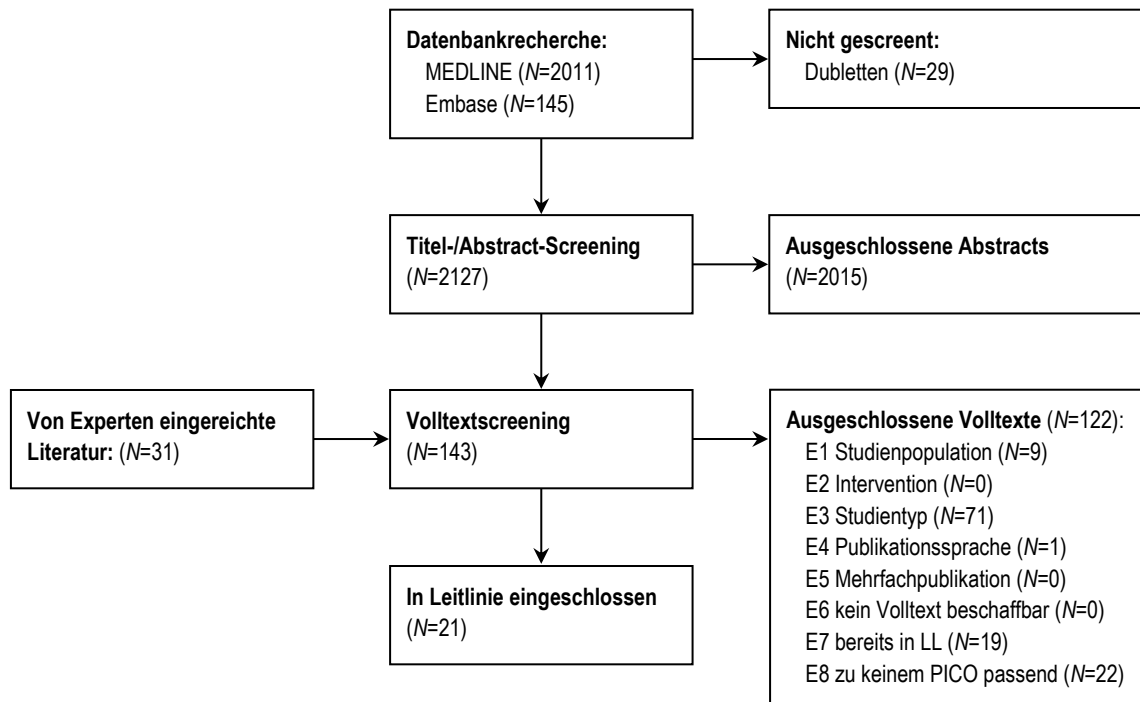 Datenbankrecherche:
MEDLINE (N=2011)
Embase (N=145)
Nicht gescreent:
Dubletten (N=29)
Titel-/Abstract-Screening
(N=2127)
Ausgeschlossene Abstracts
(N=2015)
Von Experten eingereichte
Literatur: (N=31)
Volltextscreening
(N=143)
Ausgeschlossene Volltexte (N=122):
E1 Studienpopulation (N=9)
E2 Intervention (N=0)
E3 Studientyp (N=71)
E4 Publikationssprache (N=1)
E5 Mehrfachpublikation (N=0)
E6 kein Volltext beschaffbar (N=0)
E7 bereits in LL (N=19)
E8 zu keinem PICO passend (N=22)
In Leitlinie eingeschlossen
(N=21)